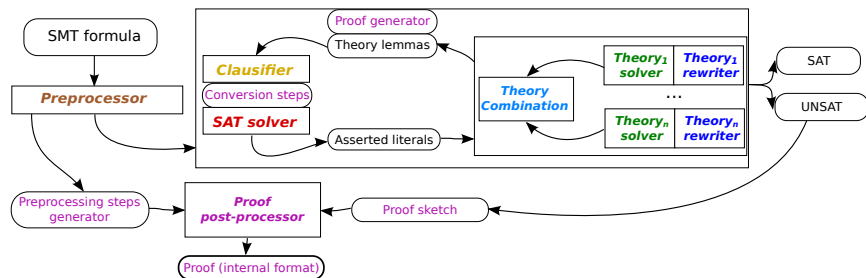 SMT formula
Preprocessor
Proof generator
Theory lemmas
Clausifier
Conversion steps
SAT solver
Asserted literals
Theory
Combination
Theory₁
solver
Theory₁
rewriter
...
Theoryₙ
solver
Theoryₙ
rewriter
SAT
UNSAT
Preprocessing steps
generator
Proof
post-processor
Proof sketch
Proof (internal format)